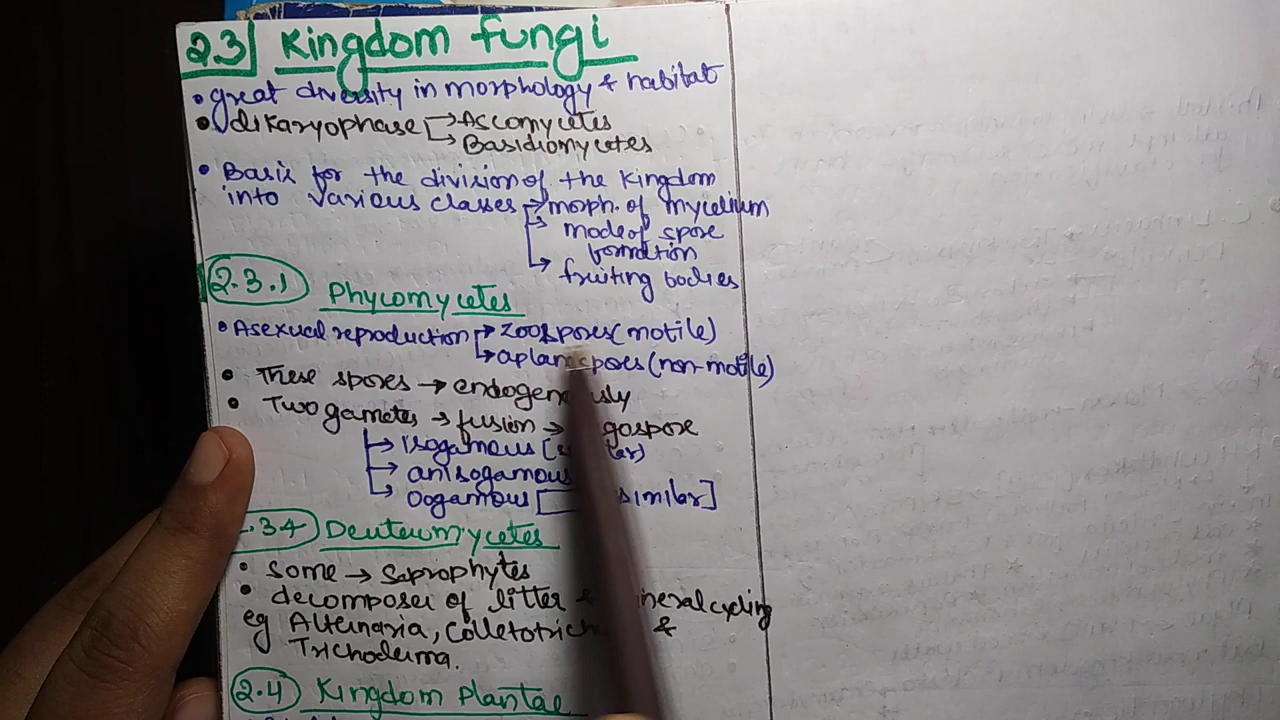 2.3 Kingdom fungi
• great diversity in morphology & habitat
• dikaryophase → Ascomycetes
→ Basidiomycetes
• Basis for the division of the Kingdom
into various classes → morph. of mycelium
→ mode of spore
formation
→ fruiting bodies
2.3.1 Phycomycetes
• Asexual reproduction → Zoospores (motile)
→ aplanospores (non-motile)
• These spores → endogenously
• Two gametes → fusion → gospore
→ Isogamous
→ anisogamous
→ Oogamous [ similar]
.34 Deuteromycetes
• some → Saprophytes
• decomposer of litter mineral cycling
eg Alternaria, Colletotrich &
Trichoderma.
2.4 Kingdom Plantae